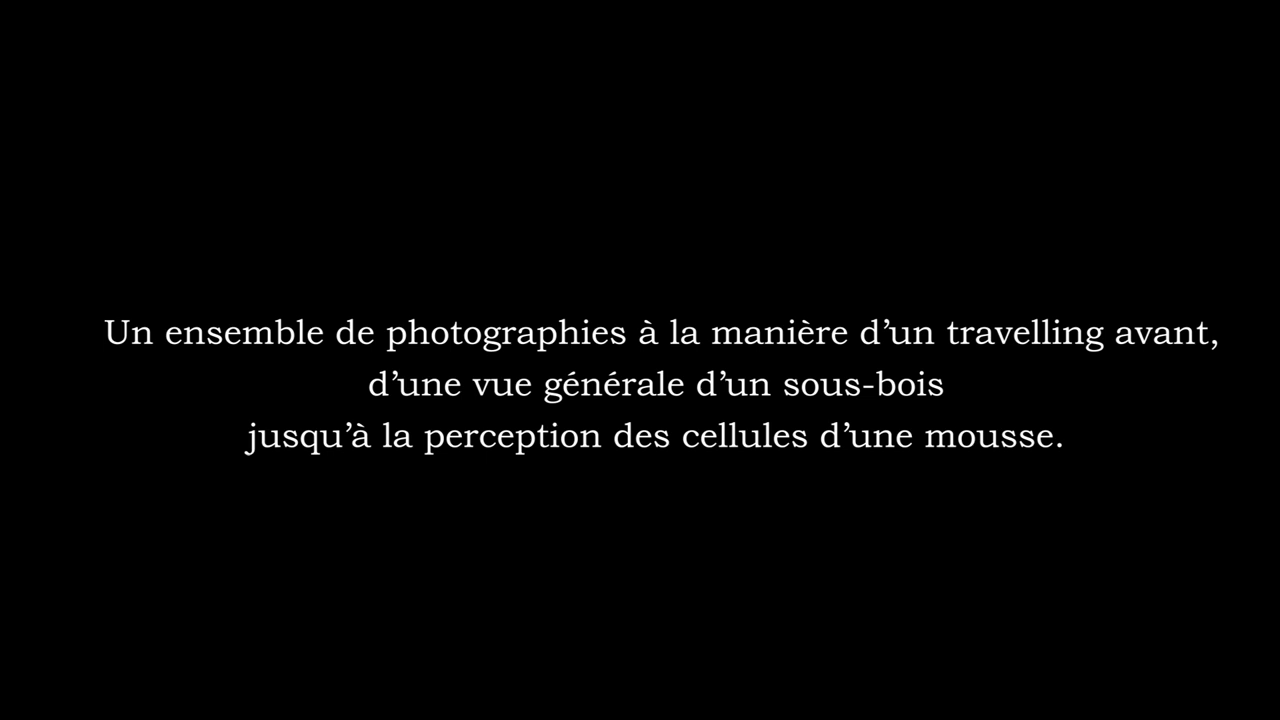 Un ensemble de photographies à la manière d’un travelling avant,
d’une vue générale d’un sous-bois
jusqu’à la perception des cellules d’une mousse.